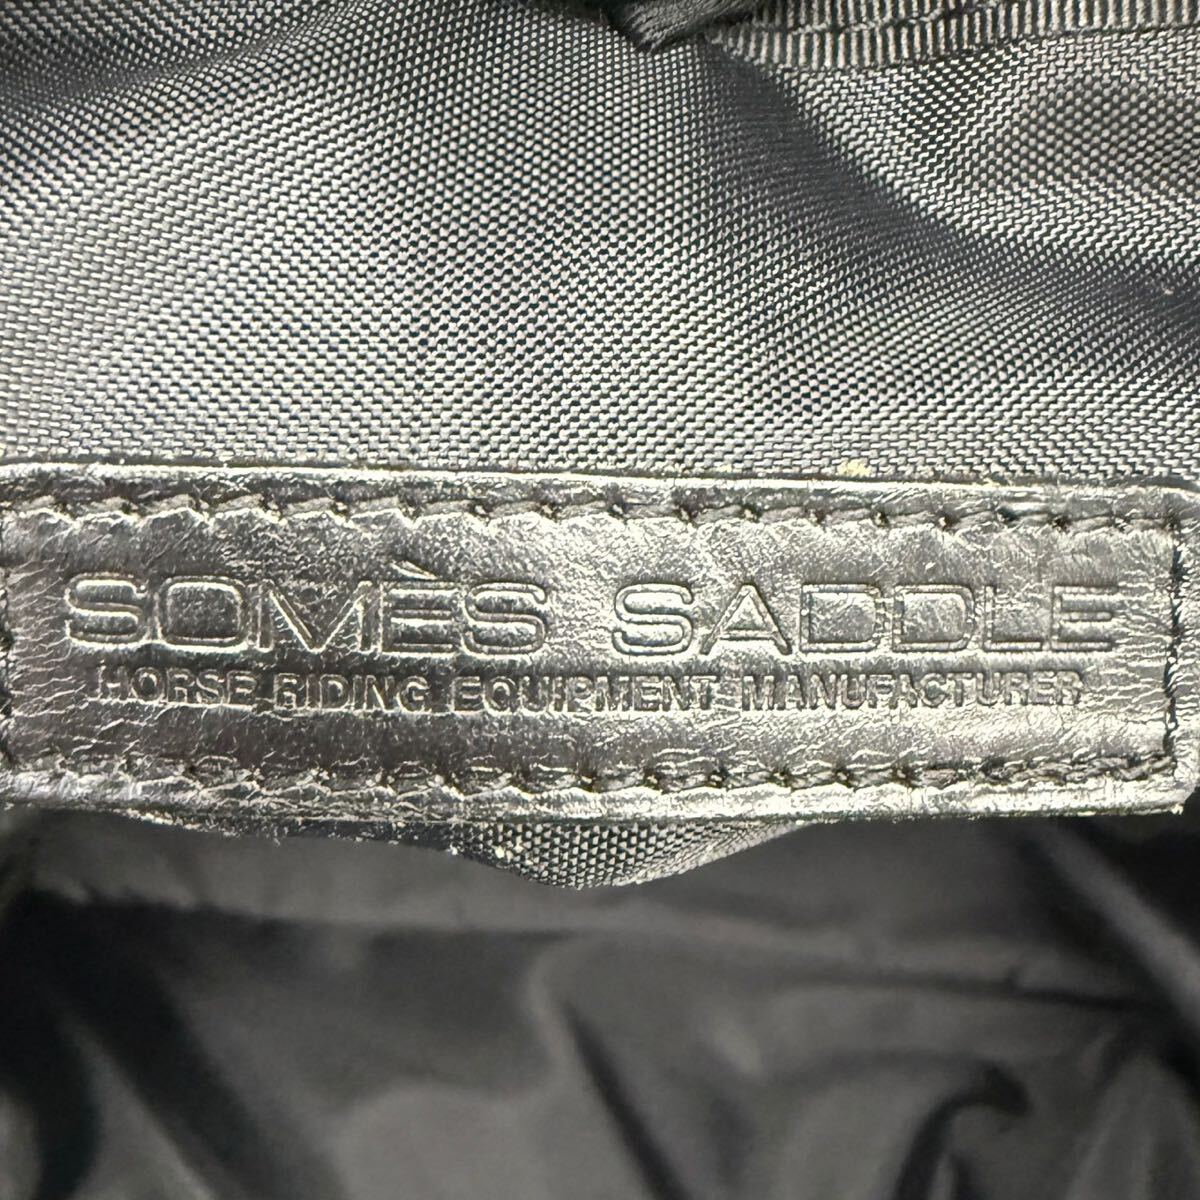 SOMÈS SADDLE
HORSE RIDING EQUIPMENT MANUFACTURER